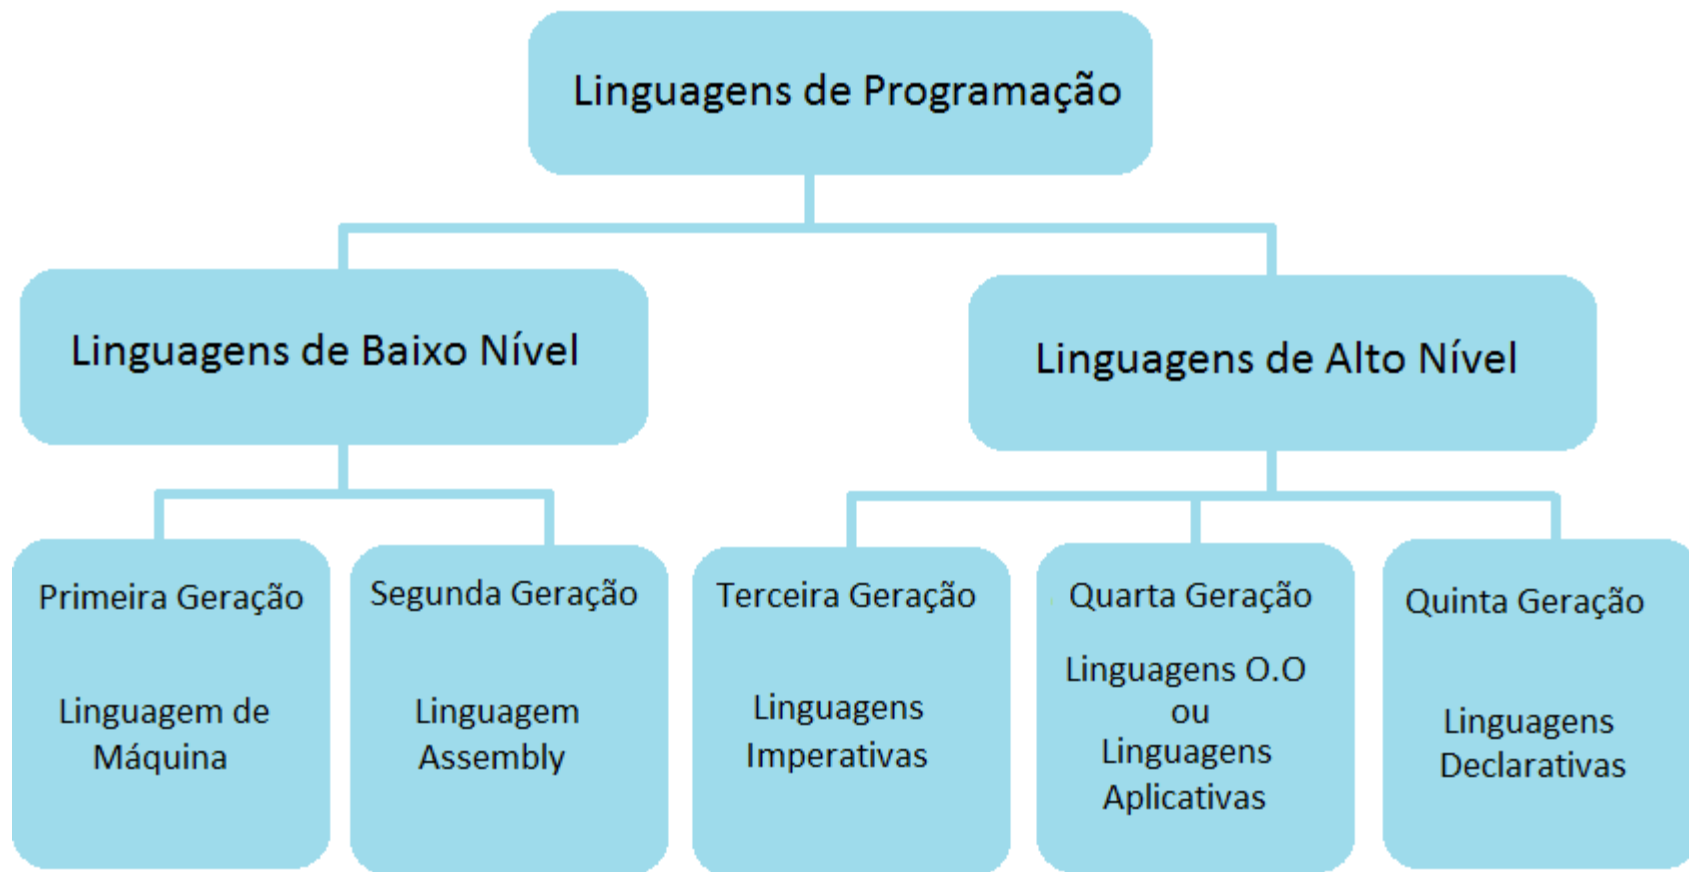 Linguagens de Programação
Linguagens de Baixo Nível
Linguagens de Alto Nível
Primeira Geração
Linguagem de
Máquina
Segunda Geração
Linguagem
Assembly
Terceira Geração
Linguagens
Imperativas
Quarta Geração
Linguagens O.O
ou
Linguagens
Aplicativas
Quinta Geração
Linguagens
Declarativas